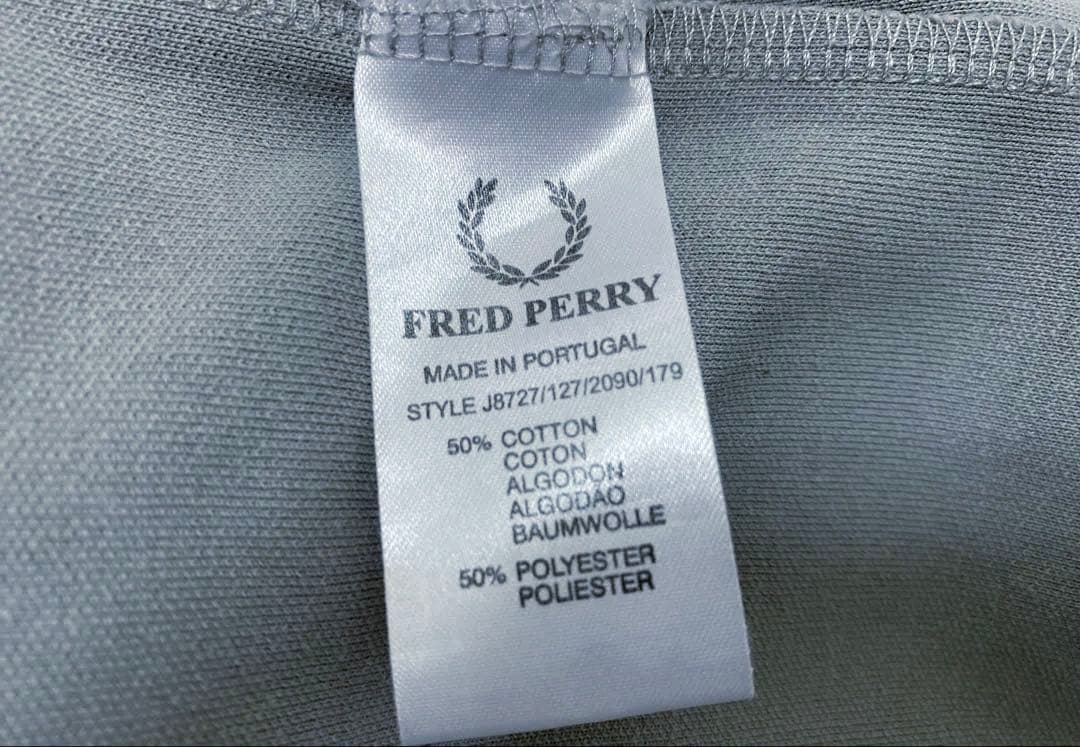 FRED PERRY
MADE IN PORTUGAL
STYLE J8727/127/2090/179
50% COTTON
COTON
ALGODON
ALGODAO
BAUMWOLLE
50% POLYESTER
POLIESTER